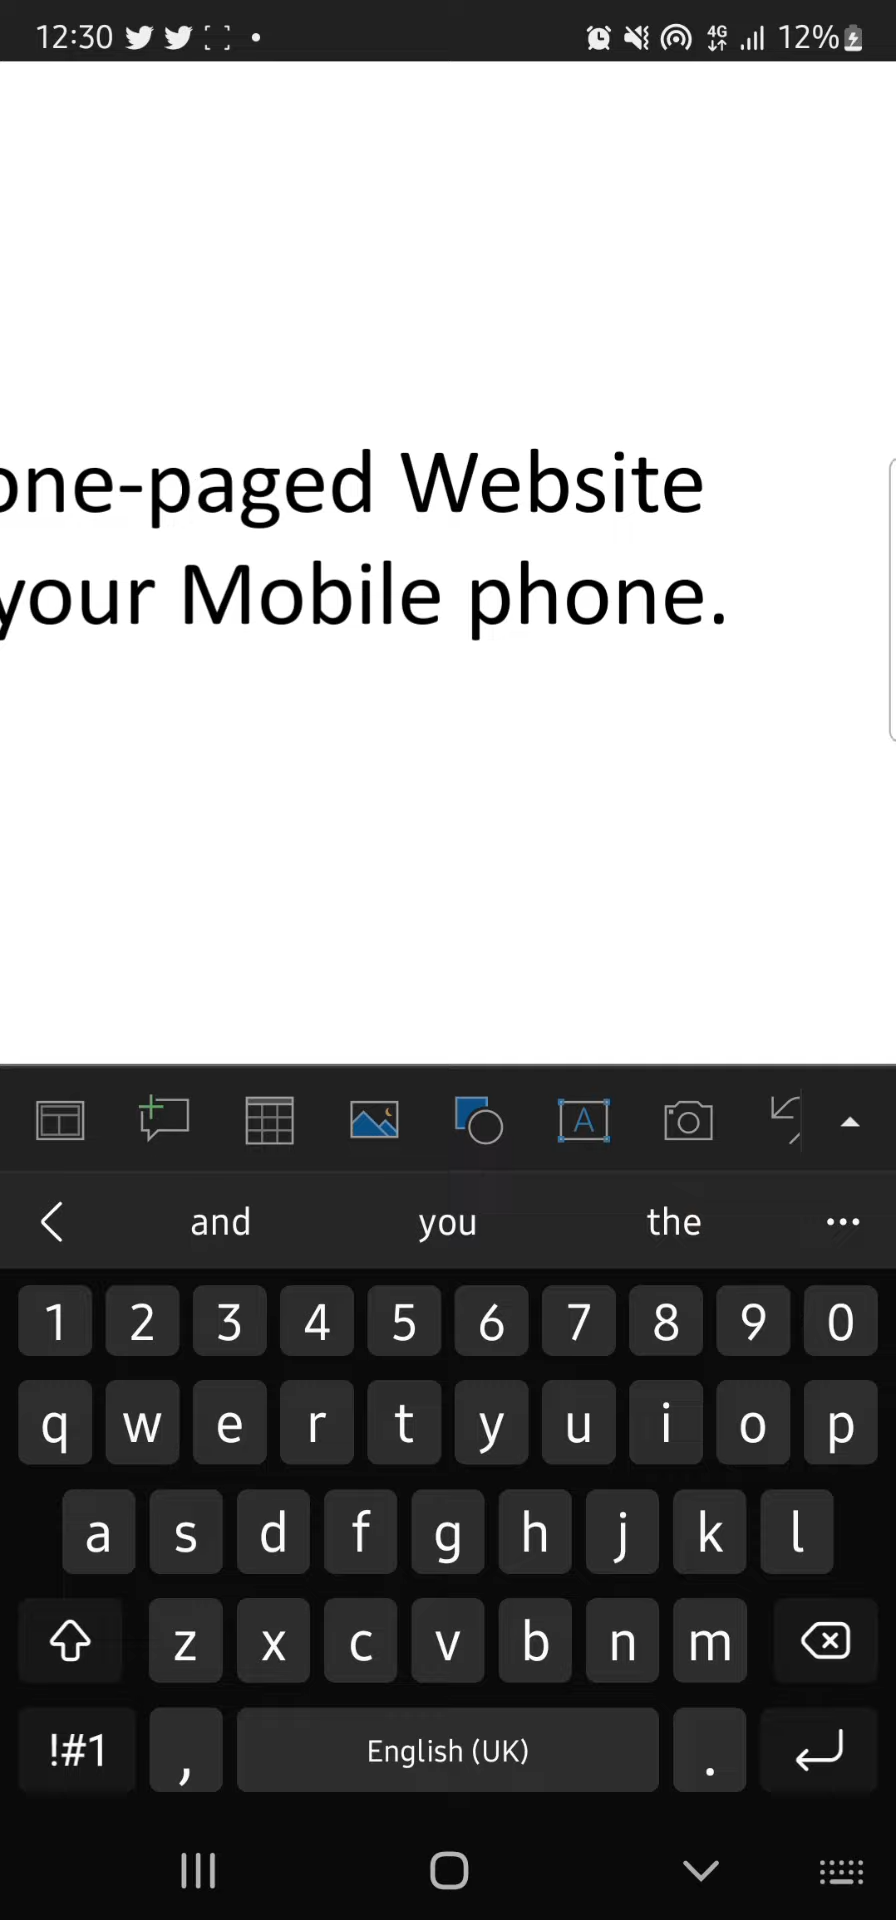 12:30 4G 12%
one-paged Website
your Mobile phone.
A
and you the
1 2 3 4 5 6 7 8 9 0
q w e r t y u i o p
a s d f g h j k l
z x c v b n m
!#1 , English (UK) .